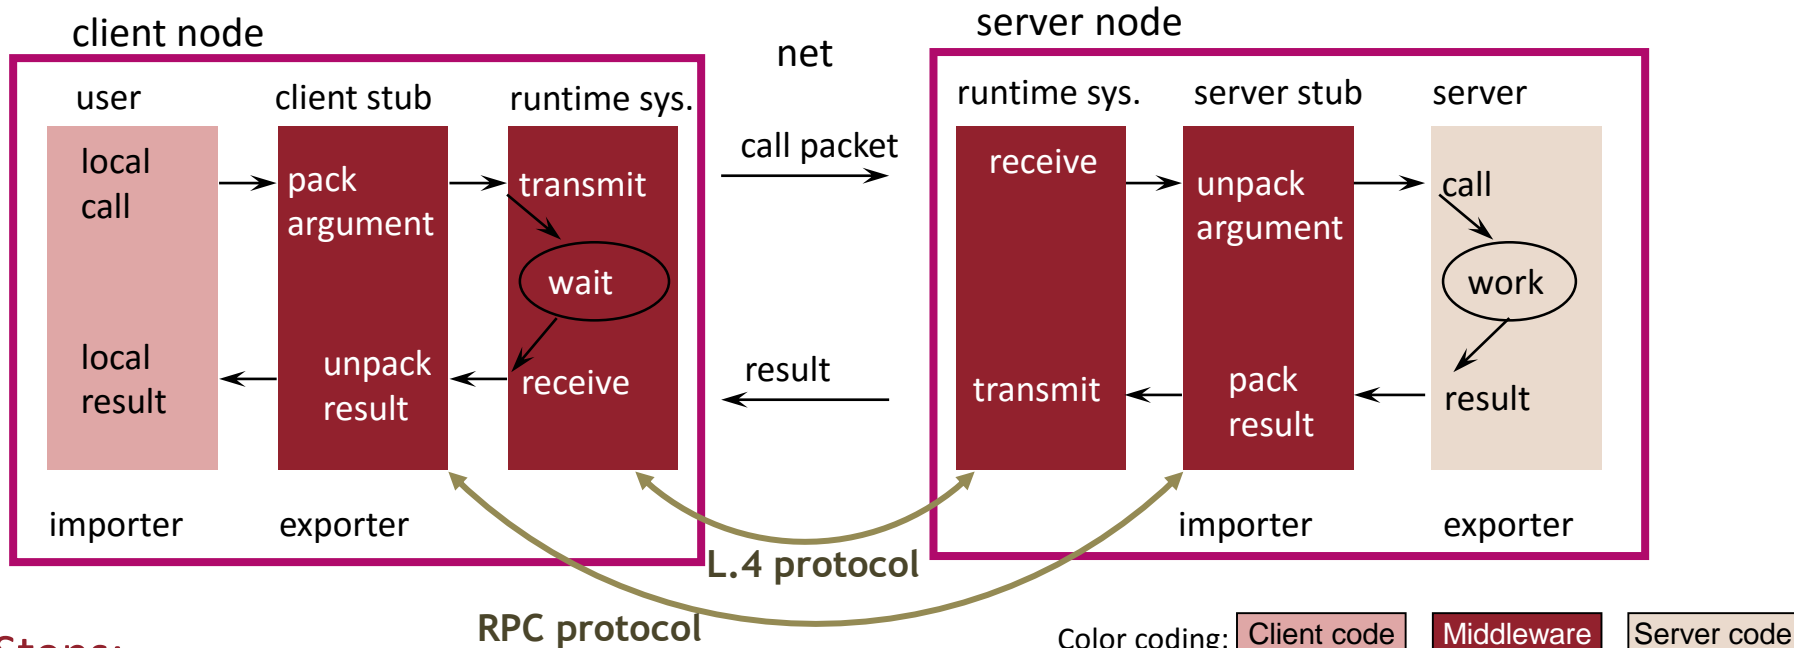 client node
net
server node
user
client stub
runtime sys.
runtime sys.
server stub
server
local
call
pack
argument
transmit
wait
local
result
unpack
result
receive
call packet
result
receive
unpack
argument
call
work
transmit
pack
result
result
importer
exporter
importer
exporter
L.4 protocol
RPC protocol
Steps:
Color coding:
Client code
Middleware
Server code